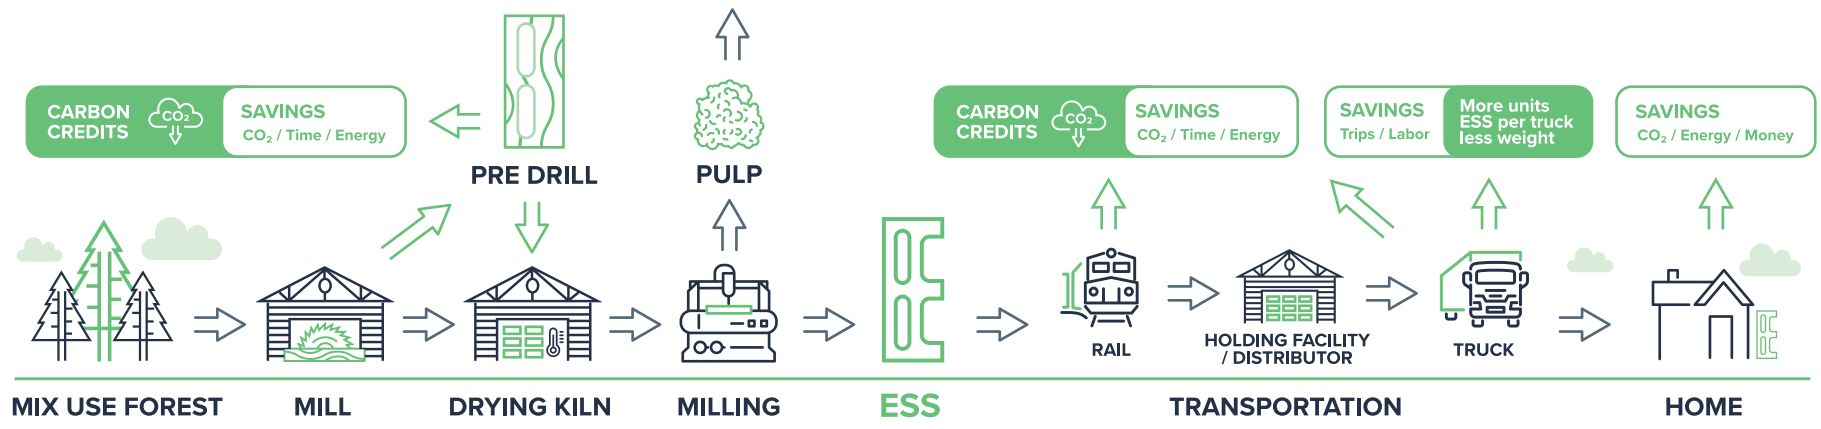 CARBON
CREDITS
CO₂
SAVINGS
CO₂ / Time / Energy
PRE DRILL
PULP
CARBON
CREDITS
CO₂
SAVINGS
CO₂ / Time / Energy
SAVINGS
Trips / Labor
More units
ESS per truck
less weight
SAVINGS
CO₂ / Energy / Money
RAIL
HOLDING FACILITY
/ DISTRIBUTOR
TRUCK
MIX USE FOREST
MILL
DRYING KILN
MILLING
ESS
TRANSPORTATION
HOME